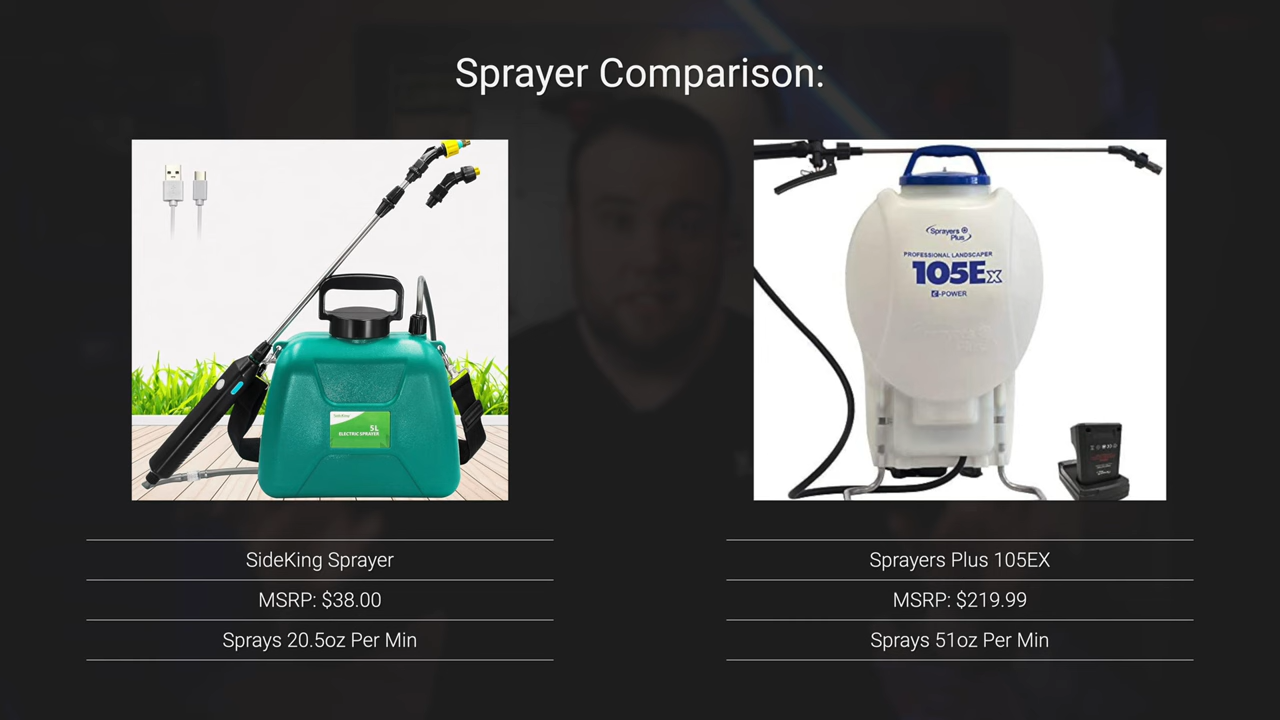 Sprayer Comparison:
5L
ELECTRIC SPRAYER
Sprayers Plus
PROFESSIONAL LANDSCAPER
105Ex
e-POWER
SideKing Sprayer
MSRP: $38.00
Sprays 20.5oz Per Min
Sprayers Plus 105EX
MSRP: $219.99
Sprays 51oz Per Min